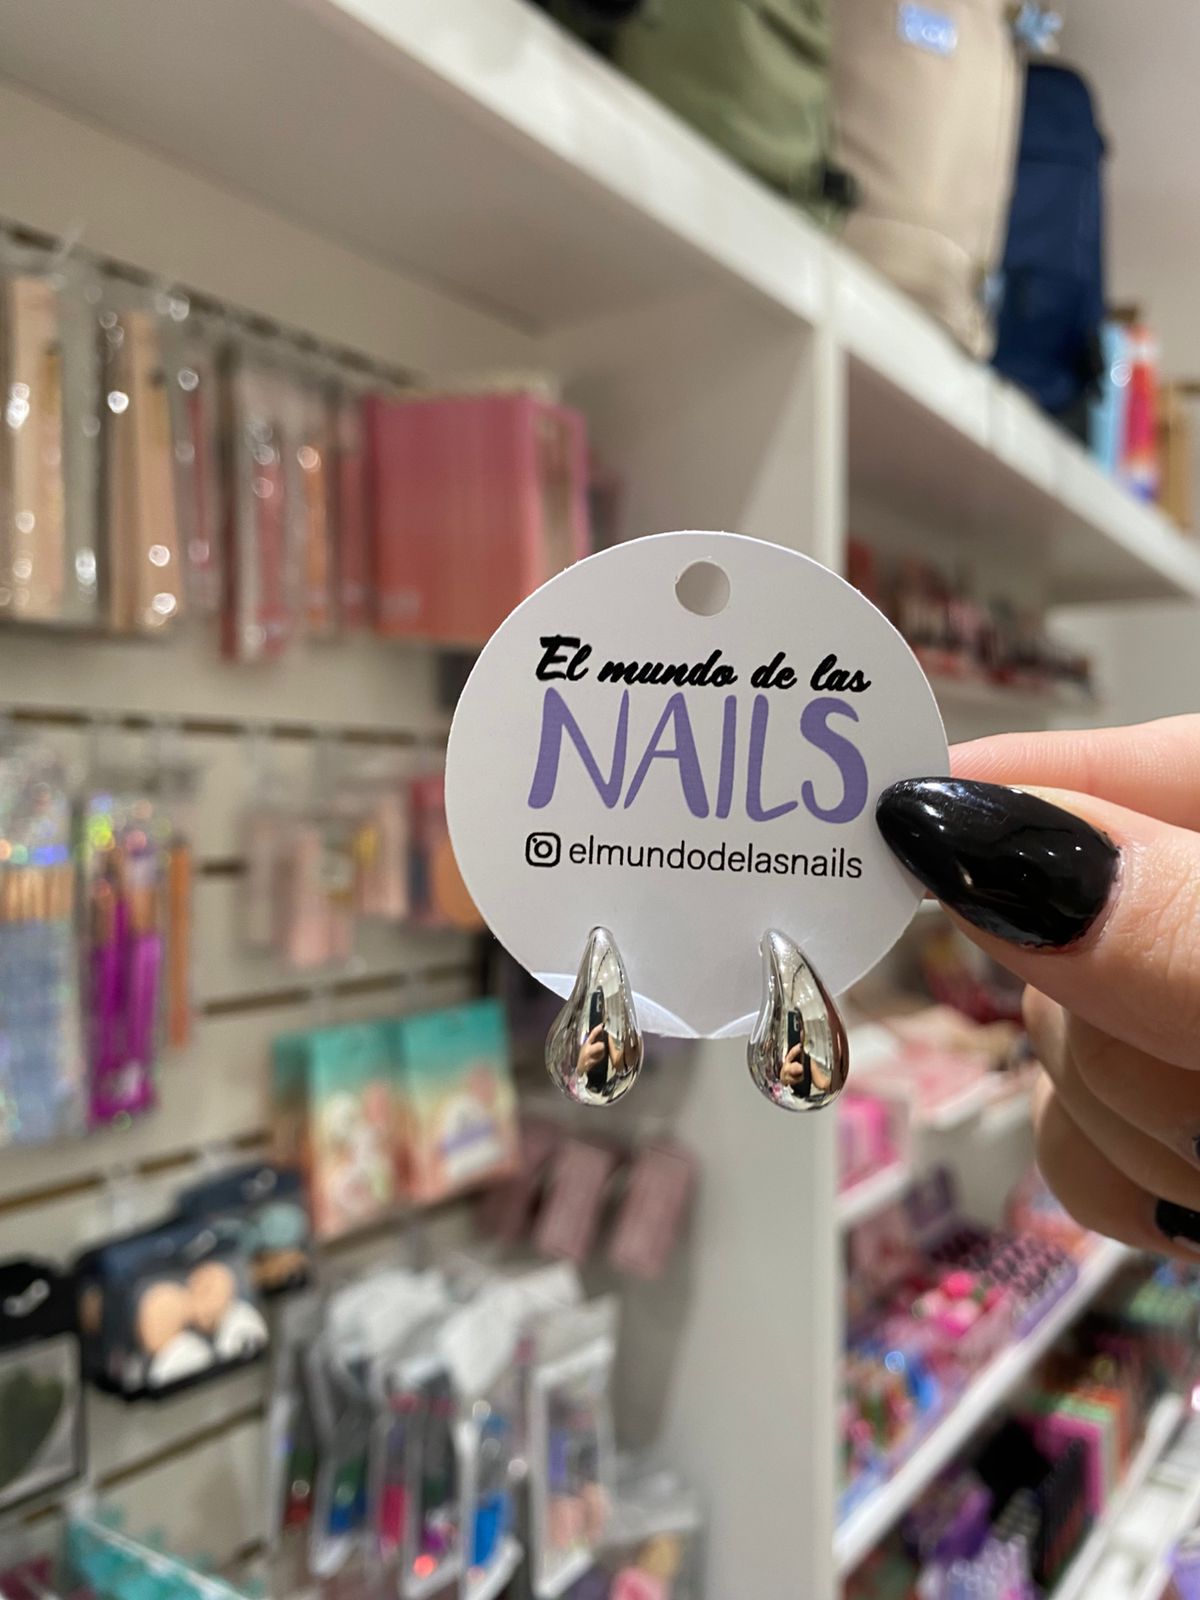 El mundo de las
NAILS
elmundodelasnails